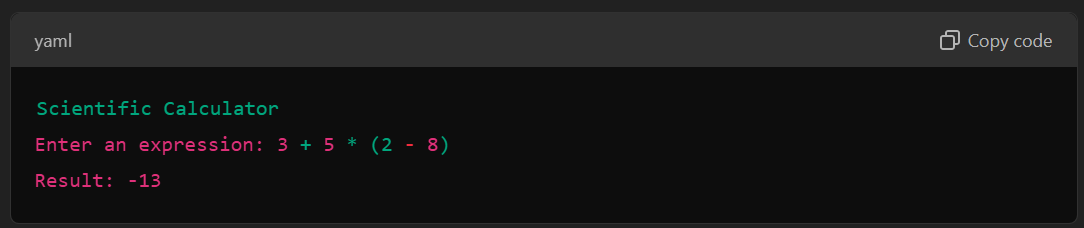 yaml
Copy code
Scientific Calculator
Enter an expression: 3 + 5 * (2 - 8)
Result: -13